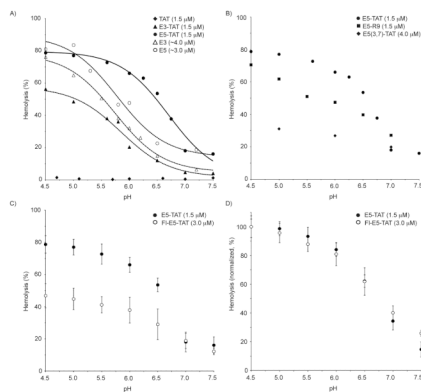 A)
◆ TAT (1.5 µM)
▲ E3-TAT (1.5 µM)
● E5-TAT (1.5 µM)
△ E3 (~4.0 µM)
○ E5 (~3.0 µM)
Hemolysis (%)
100
80
60
40
20
0
4.5 5.0 5.5 6.0 6.5 7.0 7.5
pH
B)
● E5-TAT (1.5 µM)
■ E5-R9 (1.5 µM)
◆ E5(3,7)-TAT (4.0 µM)
Hemolysis (%)
100
80
60
40
20
0
4.5 5.0 5.5 6.0 6.5 7.0 7.5
pH
C)
● E5-TAT (1.5 µM)
○ Fl-E5-TAT (3.0 µM)
Hemolysis (%)
100
80
60
40
20
0
4.5 5.0 5.5 6.0 6.5 7.0 7.5
pH
D)
● E5-TAT (1.5 µM)
○ Fl-E5-TAT (3.0 µM)
Hemolysis (normalized, %)
100
80
60
40
20
0
4.5 5.0 5.5 6.0 6.5 7.0 7.5
pH